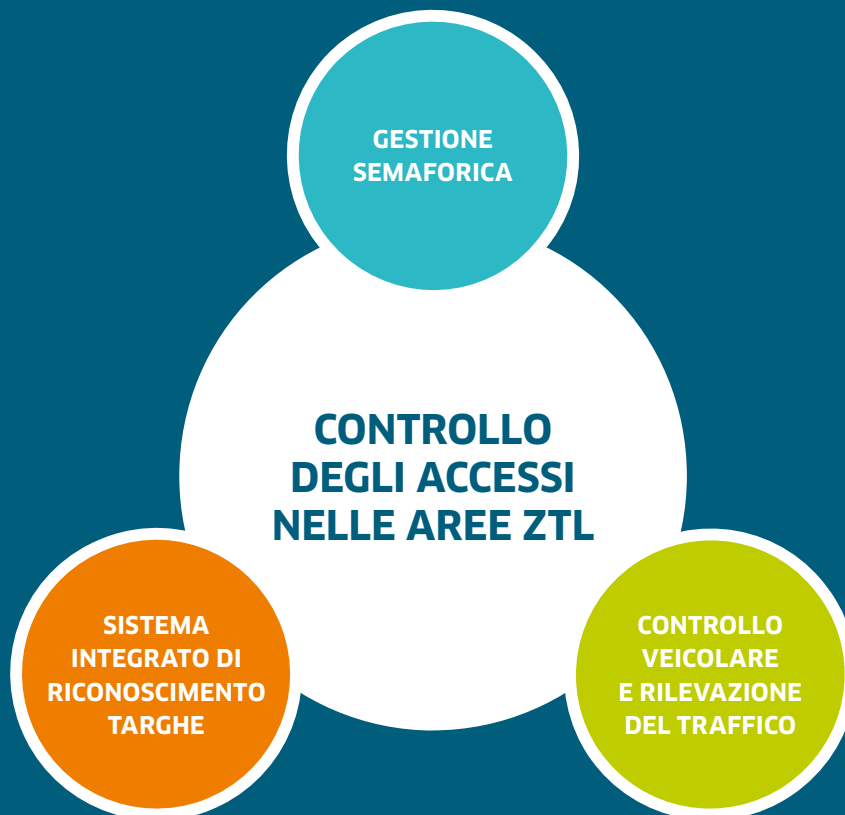 GESTIONE
SEMAFORICA
CONTROLLO
DEGLI ACCESSI
NELLE AREE ZTL
SISTEMA
INTEGRATO DI
RICONOSCIMENTO
TARGHE
CONTROLLO
VEICOLARE
E RILEVAZIONE
DEL TRAFFICO